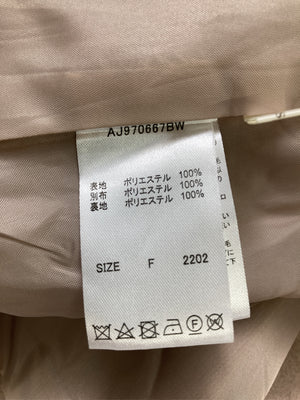 AJ970667BW
表地 ポリエステル 100%
別布 ポリエステル 100%
裏地 ポリエステル 100%
SIZE F 2202